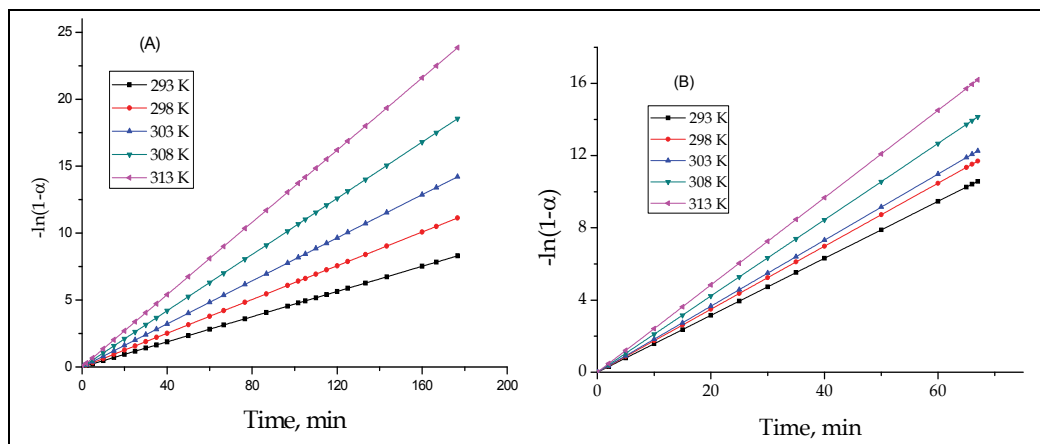 (A)
-ln(1-α)
25
20
15
10
5
0
293 K
298 K
303 K
308 K
313 K
0 40 80 120 160 200
Time, min
(B)
-ln(1-α)
16
12
8
4
0
293 K
298 K
303 K
308 K
313 K
0 20 40 60
Time, min